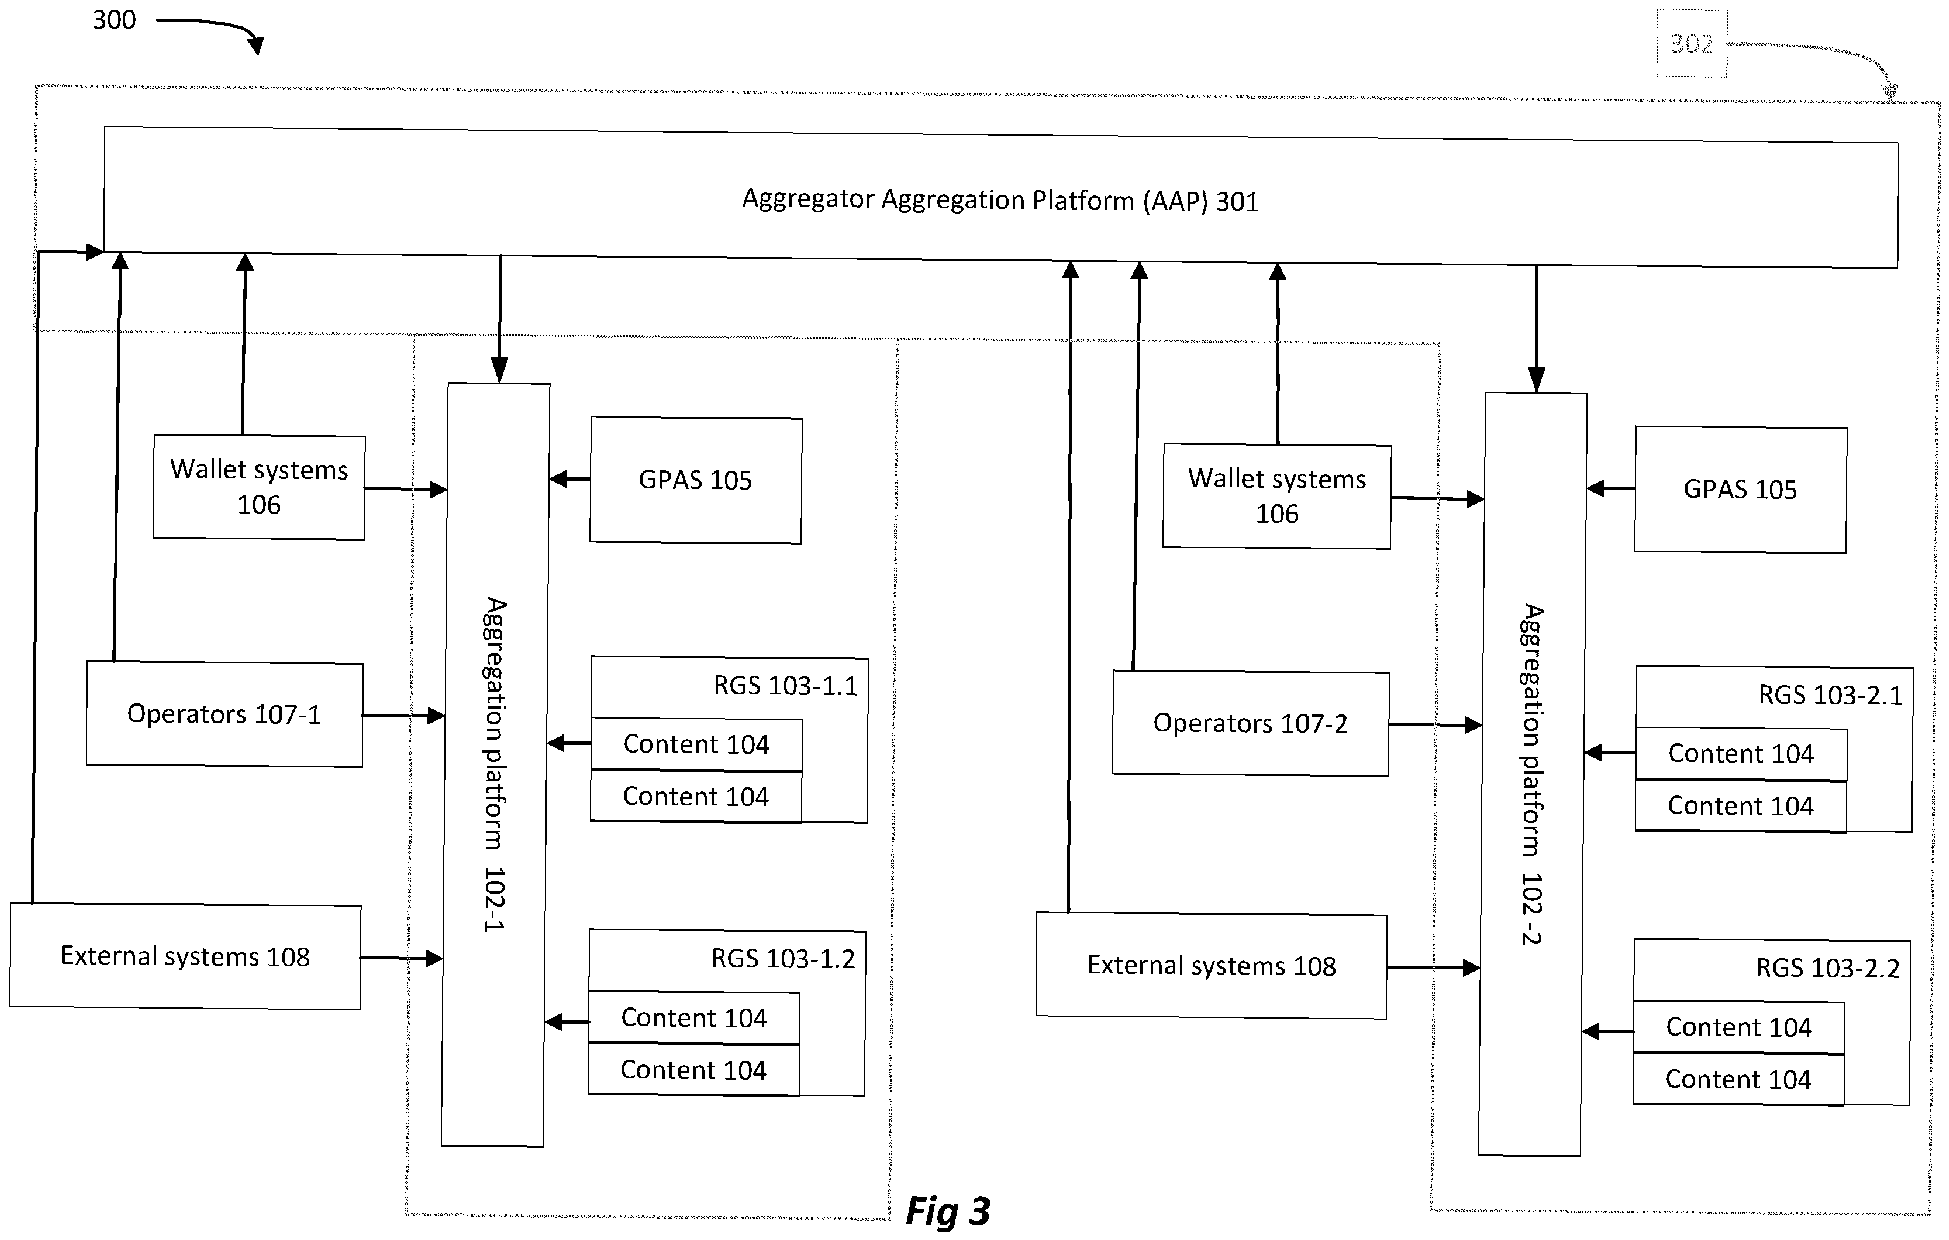 300
302
Aggregator Aggregation Platform (AAP) 301
Wallet systems
106
GPAS 105
Operators 107-1
Aggregation platform 102-1
RGS 103-1.1
Content 104
Content 104
External systems 108
RGS 103-1.2
Content 104
Content 104
Wallet systems
106
GPAS 105
Operators 107-2
Aggregation platform 102 -2
RGS 103-2.1
Content 104
Content 104
External systems 108
RGS 103-2.2
Content 104
Content 104
Fig 3